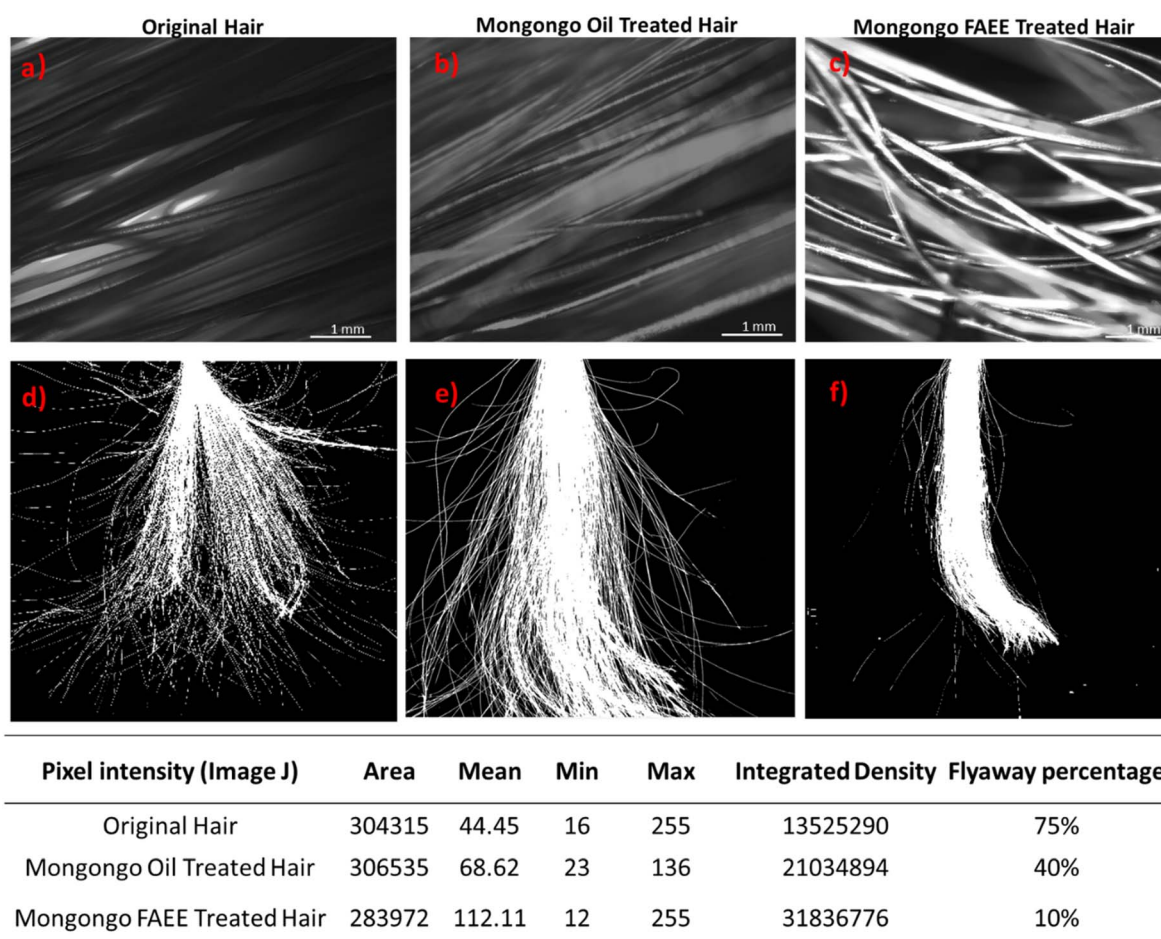 Original Hair
Mongongo Oil Treated Hair
Mongongo FAEE Treated Hair
a)
b)
c)
1 mm
1 mm
1 mm
d)
e)
f)
Pixel intensity (Image J) Area Mean Min Max Integrated Density Flyaway percentage
Original Hair 304315 44.45 16 255 13525290 75%
Mongongo Oil Treated Hair 306535 68.62 23 136 21034894 40%
Mongongo FAEE Treated Hair 283972 112.11 12 255 31836776 10%